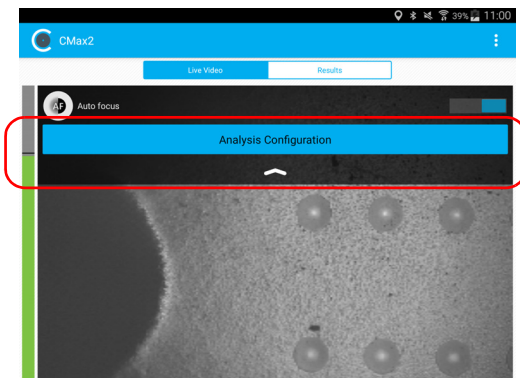 39% 11:00
CMax2
Live Video Results
AF Auto focus
Analysis Configuration